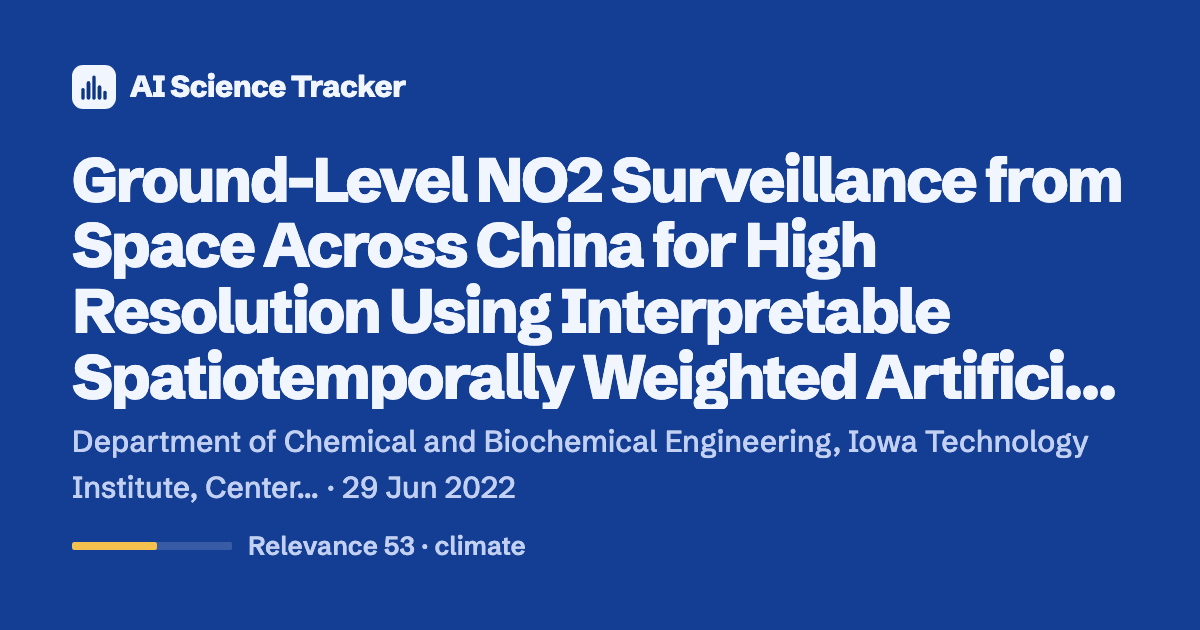 AI Science Tracker
Ground-Level NO2 Surveillance from
Space Across China for High
Resolution Using Interpretable
Spatiotemporally Weighted Artifici...
Department of Chemical and Biochemical Engineering, Iowa Technology
Institute, Center... · 29 Jun 2022
Relevance 53 · climate